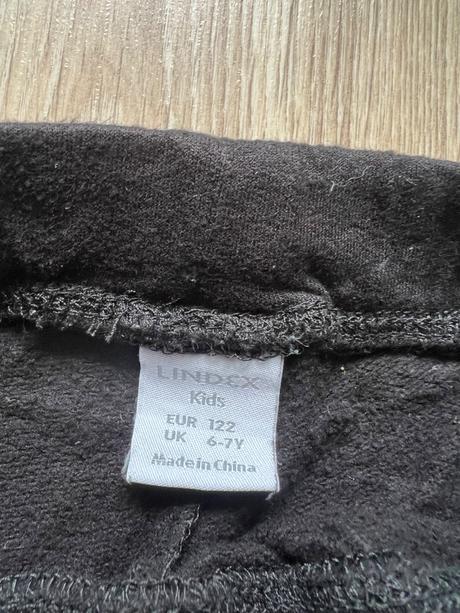 LINDEX
Kids
EUR 122
UK 6-7Y
Made in China